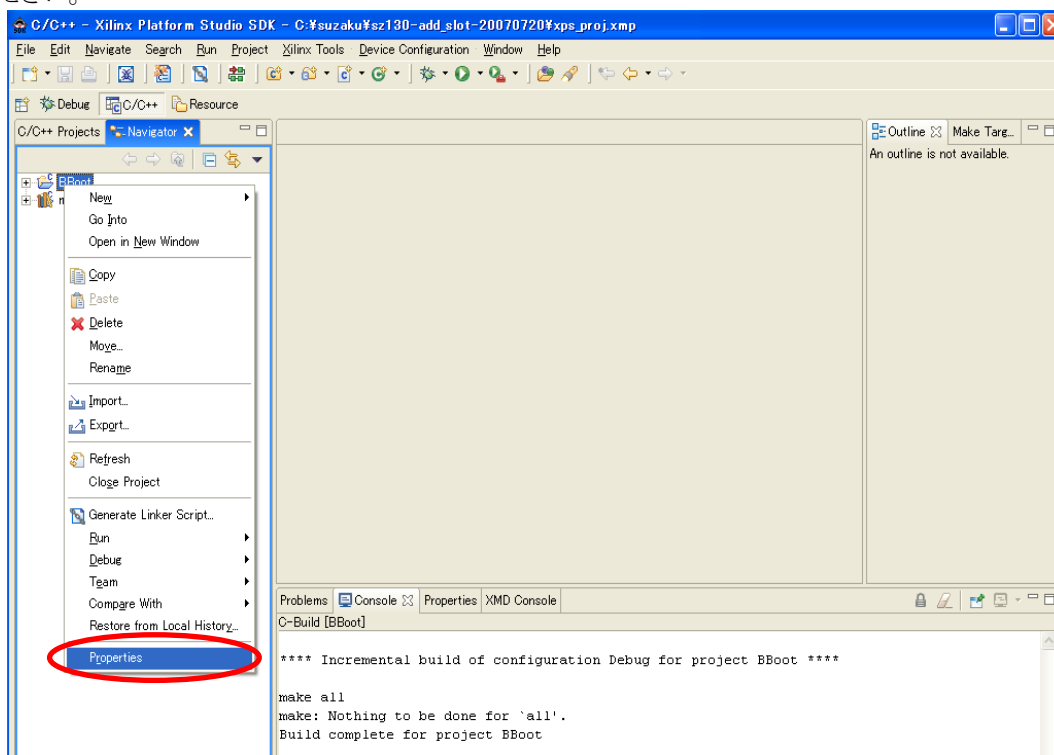 ださい。
C/C++ - Xilinx Platform Studio SDK - C:¥suzaku¥sz130-add_slot-20070720¥xps_proj.xmp
File Edit Navigate Search Run Project Xilinx Tools Device Configuration Window Help
Debug C/C++ Resource
C/C++ Projects Navigator
Outline Make Targ...
An outline is not available.
BBoot
New
Go Into
Open in New Window
Copy
Paste
Delete
Move...
Rename
Import...
Export...
Refresh
Close Project
Generate Linker Script...
Run
Debug
Team
Compare With
Restore from Local History...
Properties
Problems Console Properties XMD Console
C-Build [BBoot]
**** Incremental build of configuration Debug for project BBoot ****
make all
make: Nothing to be done for `all'.
Build complete for project BBoot